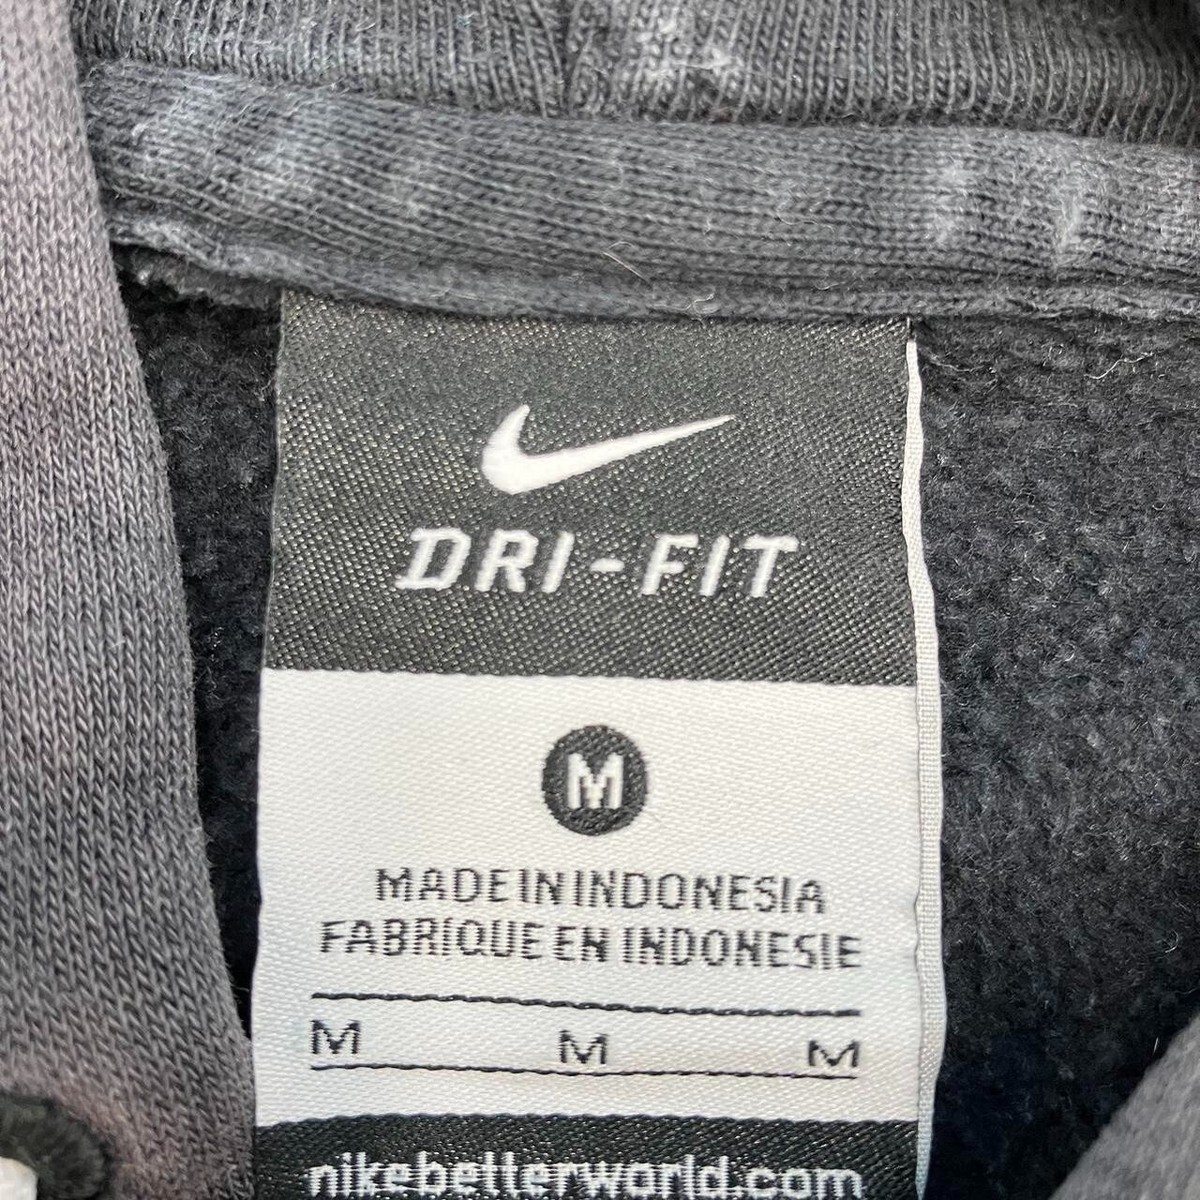 DRI-FIT
M
MADE IN INDONESIA
FABRIQUE EN INDONESIE
M M M
nikebetterworld.com